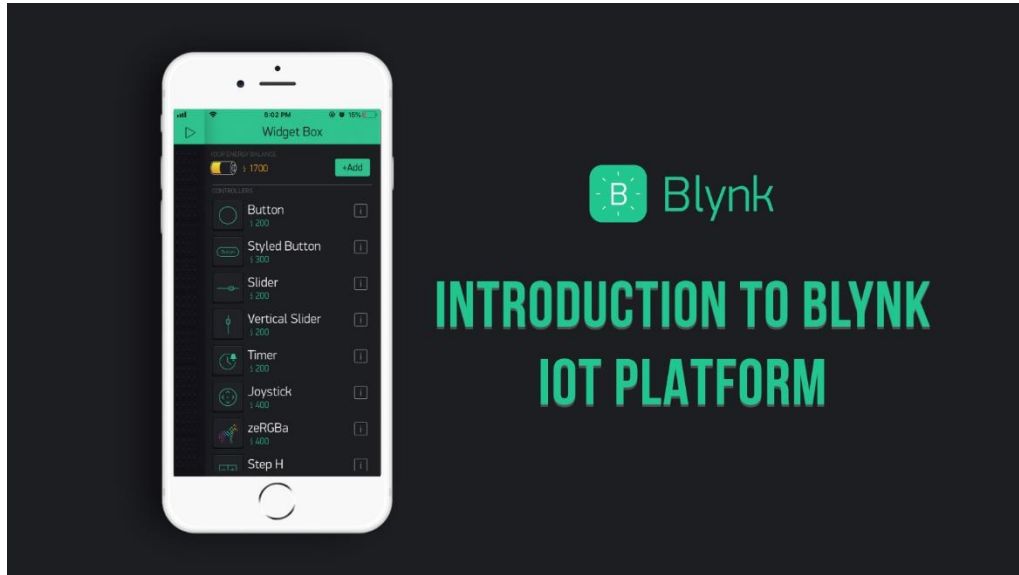 8:02 PM
15%
Widget Box
YOUR ENERGY BALANCE
1700
+Add
CONTROLLERS
Button
200
Styled Button
300
Slider
200
Vertical Slider
200
Timer
200
Joystick
400
zeRGBa
400
Step H
B Blynk
INTRODUCTION TO BLYNK
IOT PLATFORM